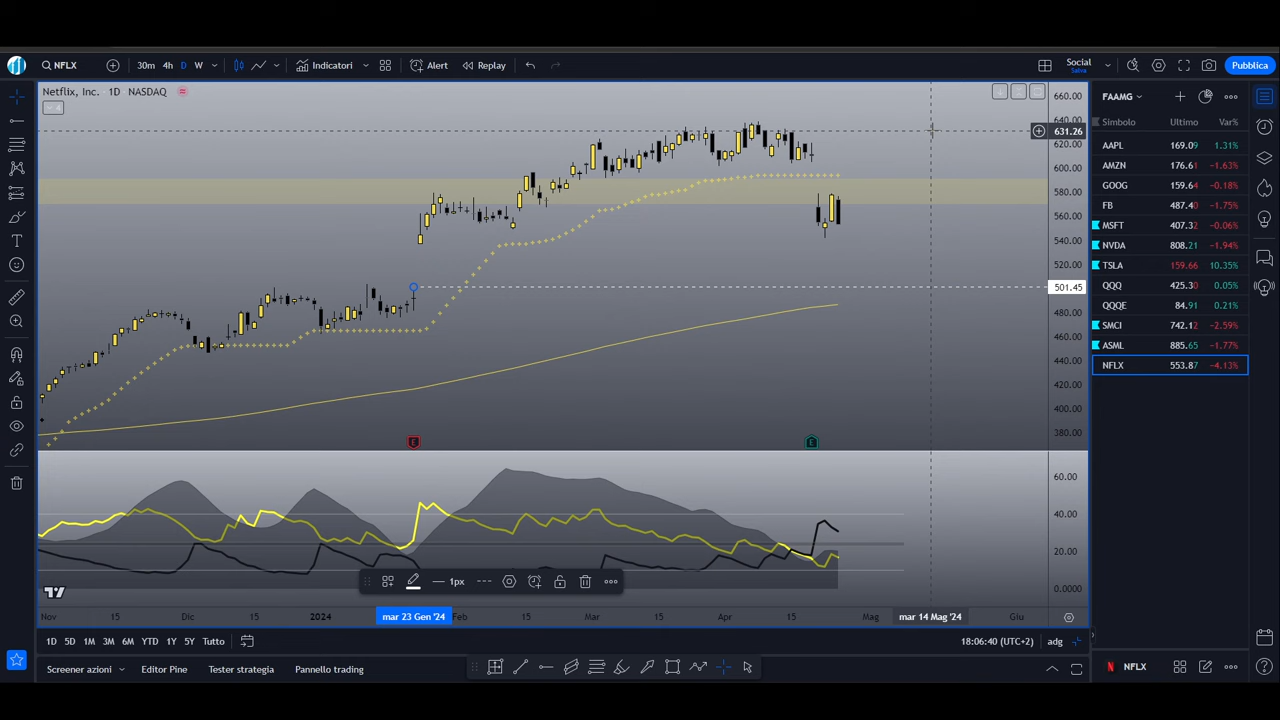 NFLX 30m 4h D W Indicatori Alert Replay Social Salva Pubblica
Netflix, Inc. 1D NASDAQ
4
660.00
640.00
631.26
620.00
600.00
580.00
560.00
540.00
520.00
501.45
480.00
460.00
440.00
420.00
400.00
380.00
E E
60.00
40.00
20.00
0.0000
1px
Nov 15 Dic 15 2024 mar 23 Gen '24 Feb 15 Mar 15 Apr 15 Mag mar 14 Mag '24 Giu
1D 5D 1M 3M 6M YTD 1Y 5Y Tutto 18:06:40 (UTC+2) adg
Screener azioni Editor Pine Tester strategia Pannello trading
FAAMG
Simbolo Ultimo Var%
AAPL 169.09 1.31%
AMZN 176.61 −1.63%
GOOG 159.64 −0.18%
FB 487.40 −1.75%
MSFT 407.32 −0.06%
NVDA 808.21 −1.94%
TSLA 159.66 10.35%
QQQ 425.30 0.05%
QQQE 84.91 0.21%
SMCI 742.12 −2.59%
ASML 885.65 −1.77%
NFLX 553.87 −4.13%
NFLX